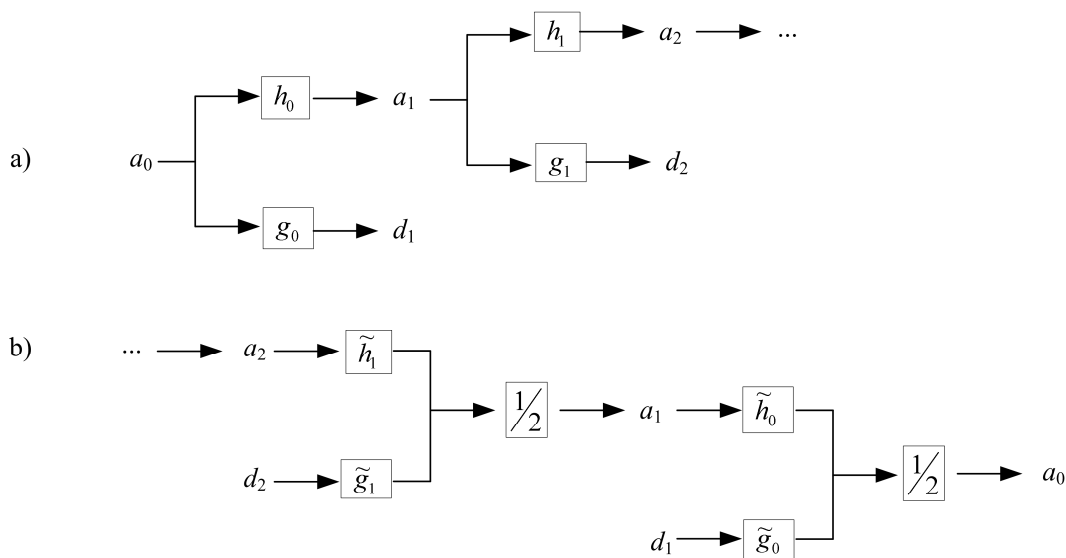 h₁ a₂ ...
h₀ a₁
a) a₀ g₁ d₂
g₀ d₁
b) ... a₂ h̃₁
1/2 a₁ h̃₀
d₂ g̃₁ 1/2 a₀
d₁ g̃₀